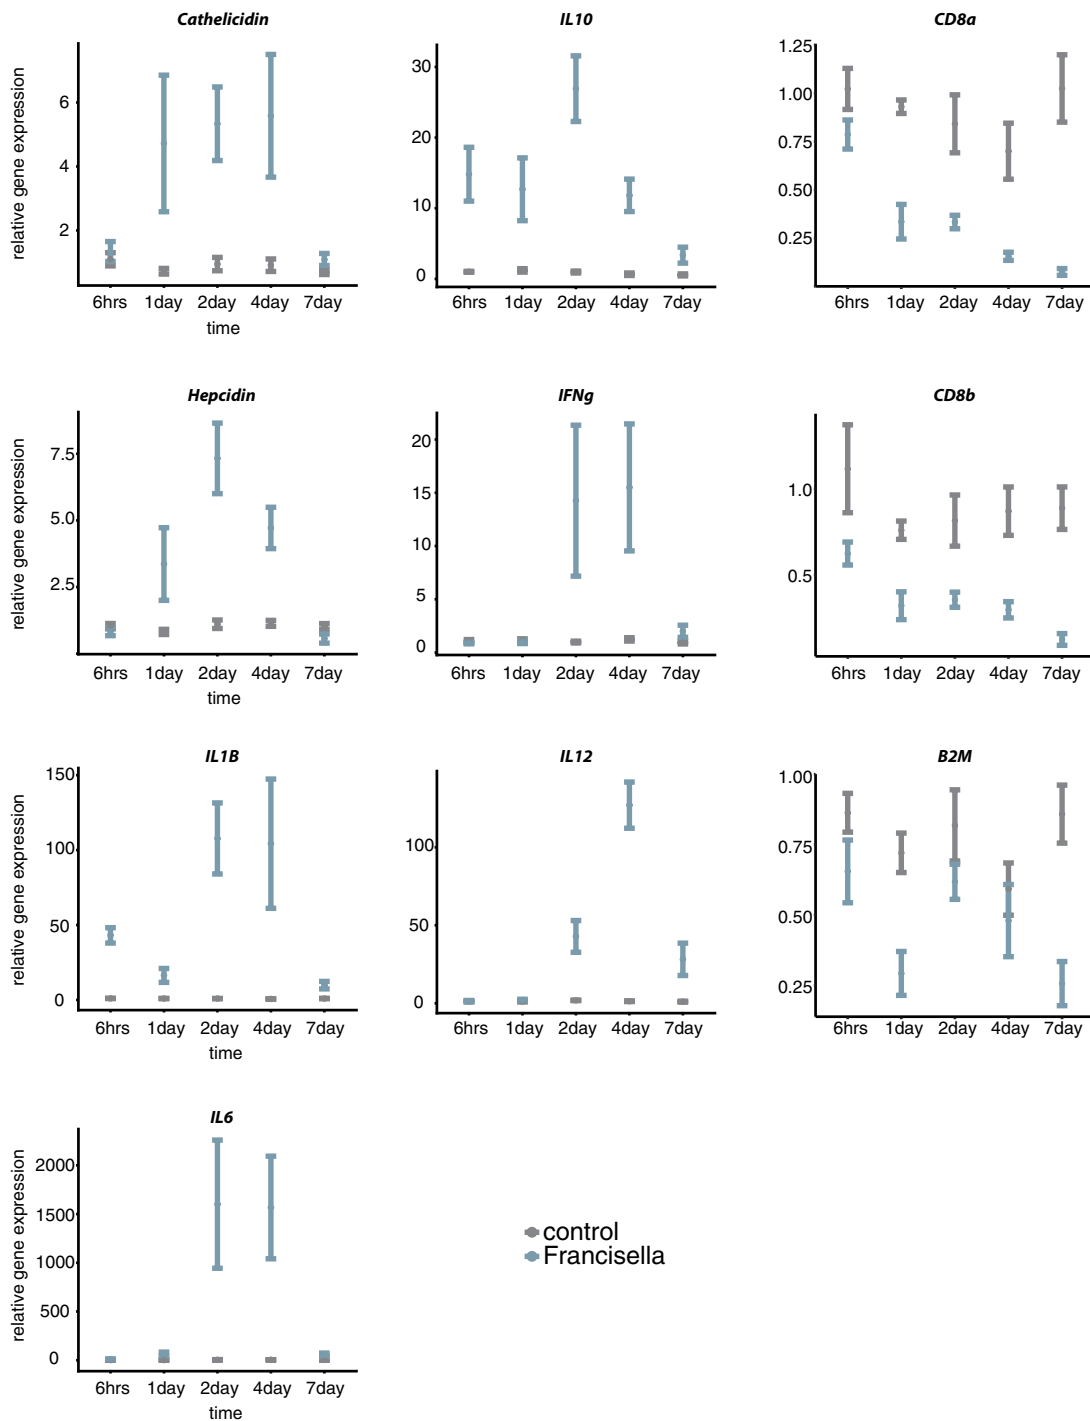 Cathelicidin
relative gene expression
6
4
2
6hrs 1day 2day 4day 7day
time
IL10
30
20
10
0
6hrs 1day 2day 4day 7day
CD8a
1.25
1.00
0.75
0.50
0.25
6hrs 1day 2day 4day 7day
Hepcidin
relative gene expression
7.5
5.0
2.5
6hrs 1day 2day 4day 7day
time
IFNg
20
15
10
5
0
6hrs 1day 2day 4day 7day
CD8b
1.0
0.5
6hrs 1day 2day 4day 7day
IL1B
relative gene expression
150
100
50
0
6hrs 1day 2day 4day 7day
time
IL12
100
50
0
6hrs 1day 2day 4day 7day
B2M
1.00
0.75
0.50
0.25
6hrs 1day 2day 4day 7day
IL6
relative gene expression
2000
1500
1000
500
0
6hrs 1day 2day 4day 7day
time
control
Francisella